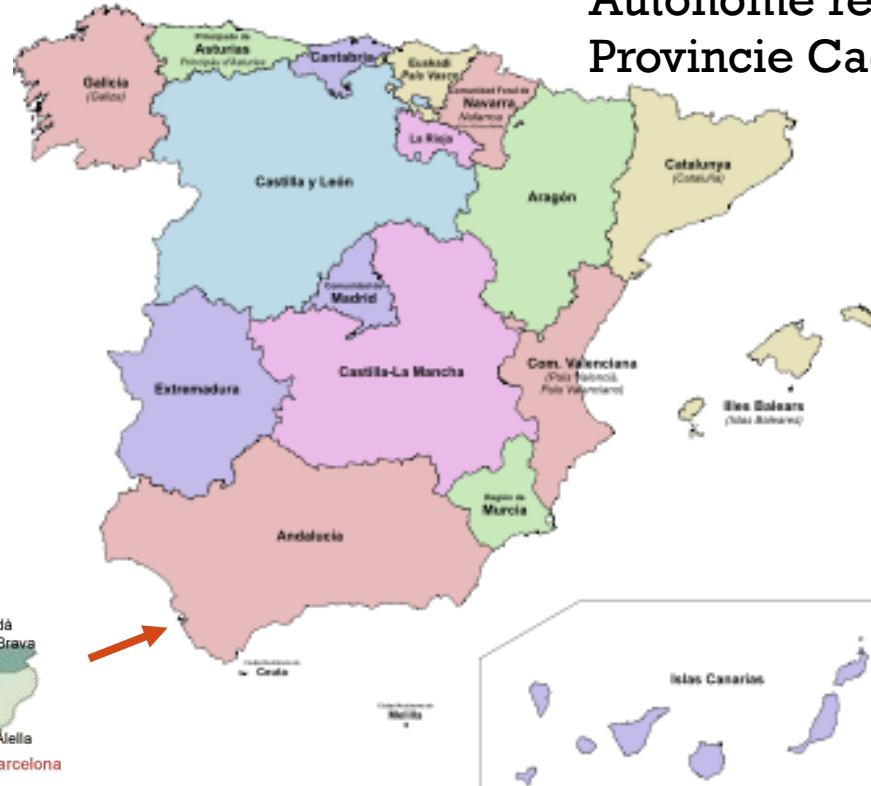 Autonome re
Provincie Ca
Principado de
Asturias
Principáu d'Asturies
Cantabria
Euskadi
País Vasco
Galicia
(Galiza)
Comunidad Foral de
Navarra
Nafarroa
La Rioja
Catalunya
(Cataluña)
Castilla y León
Aragón
Comunidad de
Madrid
Castilla-La Mancha
Com. Valenciana
(País Valencià,
País Valenciano)
Extremadura
Illes Balears
(Islas Baleares)
Región de
Murcia
Andalucía
dà
Brava
Ceuta
Islas Canarias
Melilla
Alella
arcelona